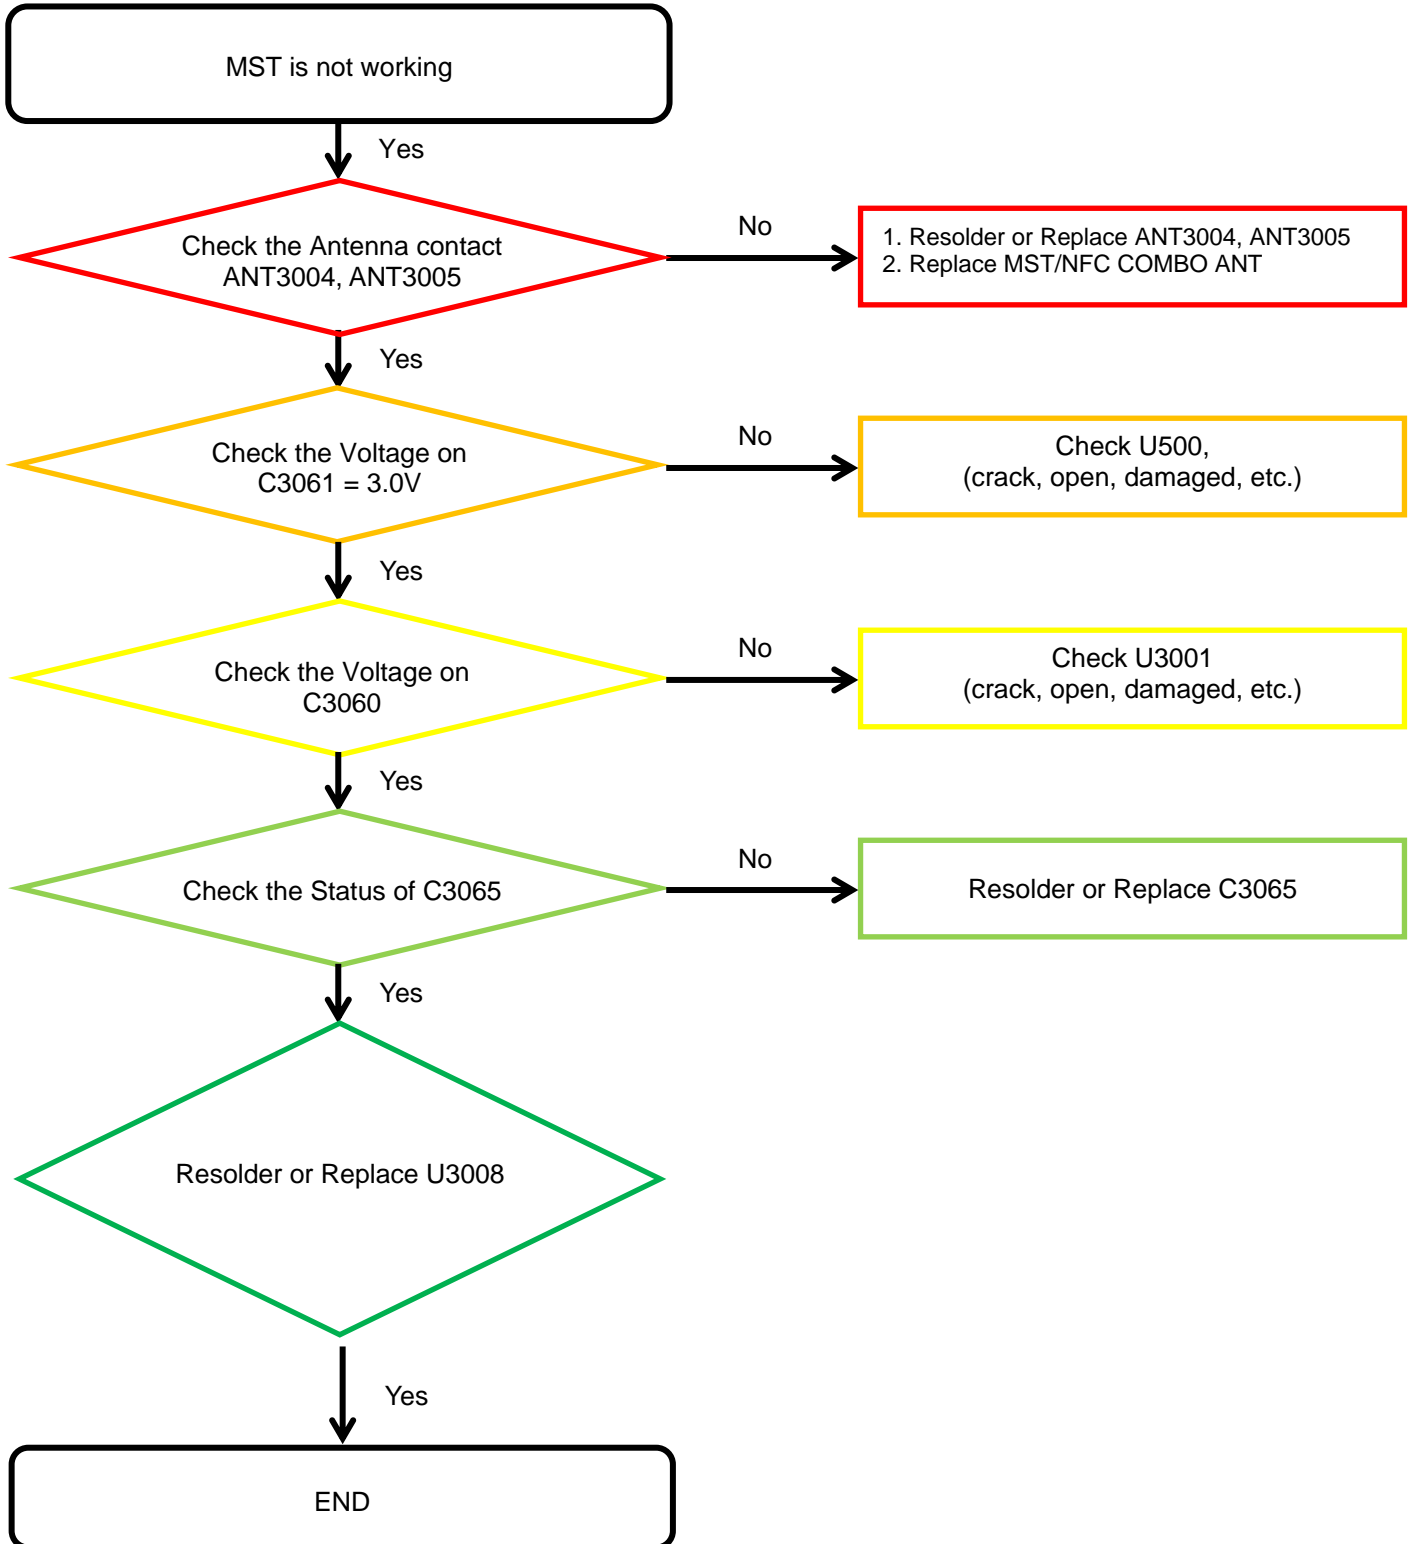 MST is not working
Yes
Check the Antenna contact
ANT3004, ANT3005
No
1. Resolder or Replace ANT3004, ANT3005
2. Replace MST/NFC COMBO ANT
Yes
Check the Voltage on
C3061 = 3.0V
No
Check U500,
(crack, open, damaged, etc.)
Yes
Check the Voltage on
C3060
No
Check U3001
(crack, open, damaged, etc.)
Yes
Check the Status of C3065
No
Resolder or Replace C3065
Yes
Resolder or Replace U3008
Yes
END